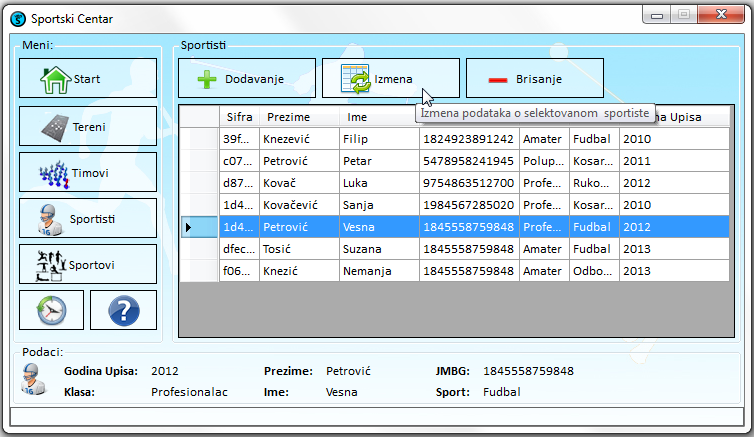 Sportski Centar
Meni:
Start
Tereni
Timovi
Sportisti
Sportovi
Sportisti
Dodavanje Izmena Brisanje
Izmena podataka o selektovanom sportiste
Sifra Prezime Ime Upisa
39f... Knezević Filip 1824923891242 Amater Fudbal 2010
c07... Petrović Petar 5478958241945 Polup... Kosar... 2011
d87... Kovač Luka 9754863512700 Profe... Ruko... 2012
1d4... Kovačević Sanja 1984567285020 Profe... Kosar... 2010
1d4... Petrović Vesna 1845558759848 Profe... Fudbal 2012
dfec... Tosić Suzana 1845558759848 Amater Fudbal 2013
f06... Knezić Nemanja 1845558759848 Amater Odbo... 2013
Podaci:
Godina Upisa: 2012 Prezime: Petrović JMBG: 1845558759848
Klasa: Profesionalac Ime: Vesna Sport: Fudbal